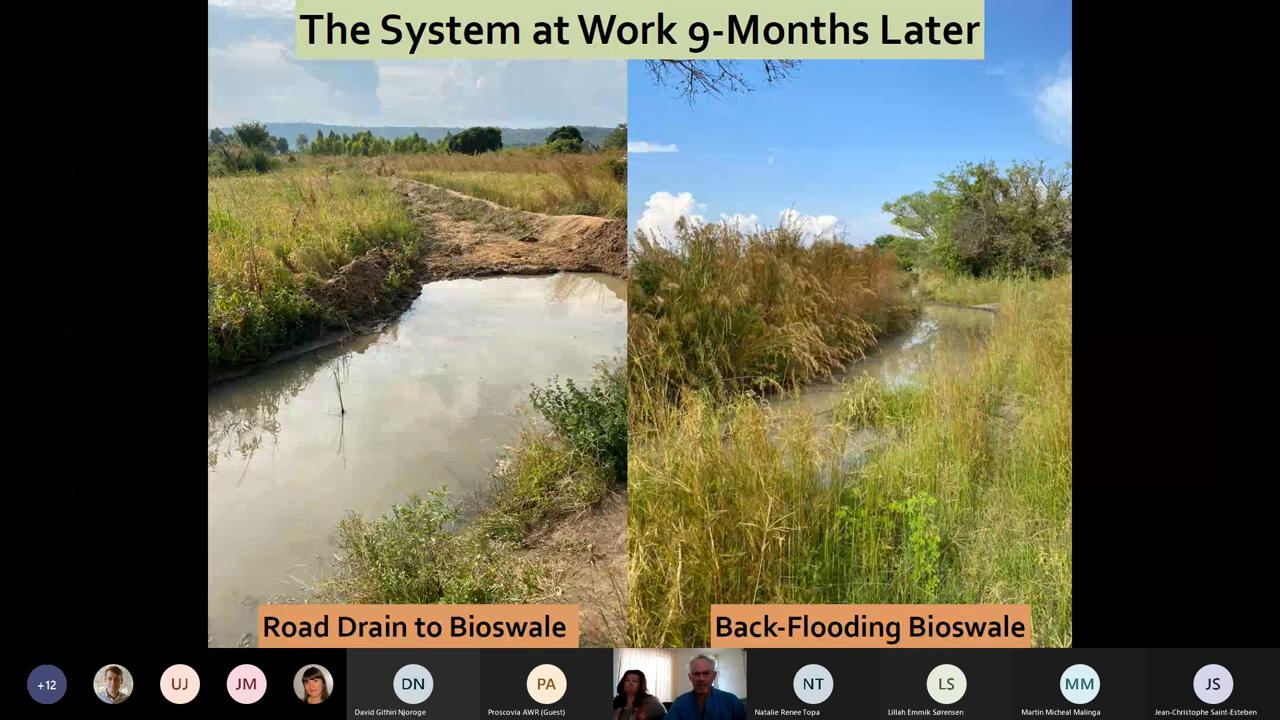 The System at Work 9-Months Later
Road Drain to Bioswale
Back-Flooding Bioswale
+12
UJ
JM
DN
David Githiri Njoroge
PA
Proscovia AWR (Guest)
NT
Natalie Renee Topa
LS
Lillah Emmik Sørensen
MM
Martin Micheal Malinga
JS
Jean-Christophe Saint-Esteben